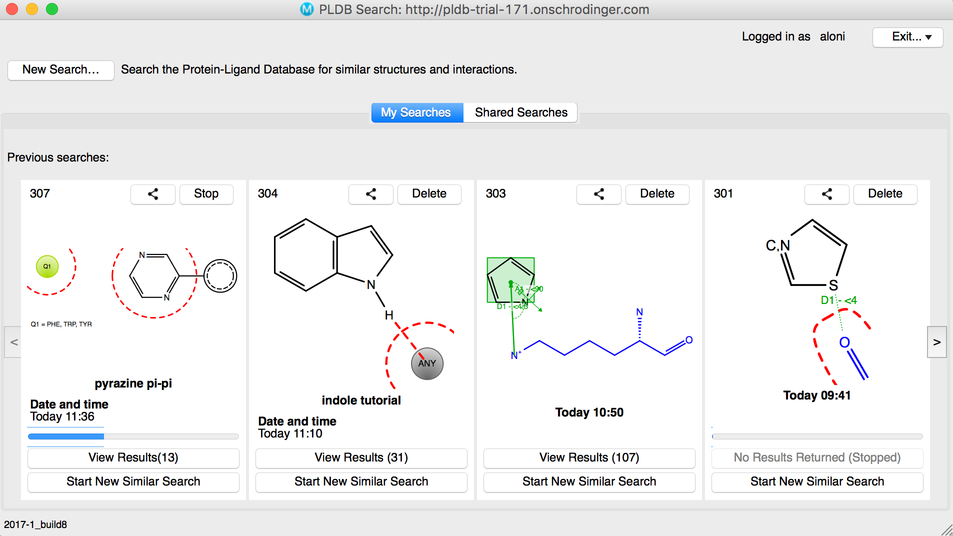 PLDB Search: http://pldb-trial-171.onschrodinger.com
Logged in as aloni Exit...
New Search... Search the Protein-Ligand Database for similar structures and interactions.
My Searches Shared Searches
Previous searches:
307 Stop
Q1
N
N
Q1 = PHE, TRP, TYR
pyrazine pi-pi
Date and time
Today 11:36
View Results(13)
Start New Similar Search
304 Delete
N
H
ANY
indole tutorial
Date and time
Today 11:10
View Results (31)
Start New Similar Search
303 Delete
N
D1 - <4
N+
N
O
Today 10:50
View Results (107)
Start New Similar Search
301 Delete
C,N
S
D1 - <4
O
Today 09:41
No Results Returned (Stopped)
Start New Similar Search
<
>
2017-1_build8